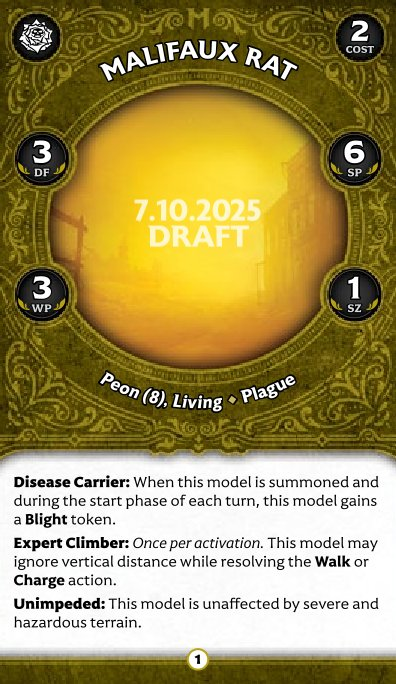 2
COST
MALIFAUX RAT
3
DF
6
SP
7.10.2025
DRAFT
3
WP
1
SZ
Peon (8), Living ◆ Plague
Disease Carrier: When this model is summoned and
during the start phase of each turn, this model gains
a Blight token.
Expert Climber: Once per activation. This model may
ignore vertical distance while resolving the Walk or
Charge action.
Unimpeded: This model is unaffected by severe and
hazardous terrain.
1